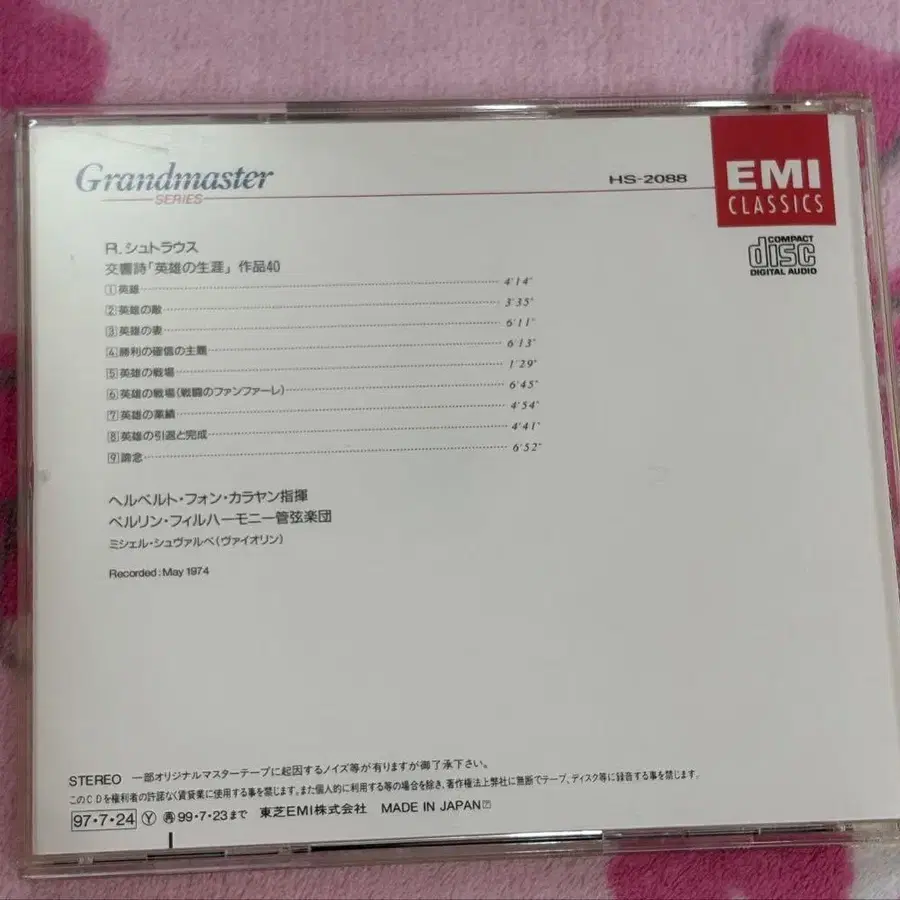 Grandmaster
SERIES
HS-2088
EMI
CLASSICS
COMPACT
disc
DIGITAL AUDIO
R.シュトラウス
交響詩「英雄の生涯」作品40
1 英雄 4'14"
2 英雄の敵 3'35"
3 英雄の妻 6'11"
4 勝利の確信の主題 6'13"
5 英雄の戦場 1'29"
6 英雄の戦場(戦闘のファンファーレ) 6'45"
7 英雄の業績 4'54"
8 英雄の引退と完成 4'41"
9 諦念 6'52"
ヘルベルト・フォン・カラヤン指揮
ベルリン・フィルハーモニー管弦楽団
ミシェル・シュヴァルベ(ヴァイオリン)
Recorded:May 1974
STEREO 一部オリジナルマスターテープに起因するノイズ等が有りますが御了承下さい。
このCDを権利者の許諾なく賃貸業に使用する事を禁じます。また個人的に利用する等の場合を除き、著作権法上弊社に無断でテープ、ディスク等に録音する事を禁じます。
97・7・24 Ⓨ 再 99・7・23まで 東芝EMI株式会社 MADE IN JAPAN